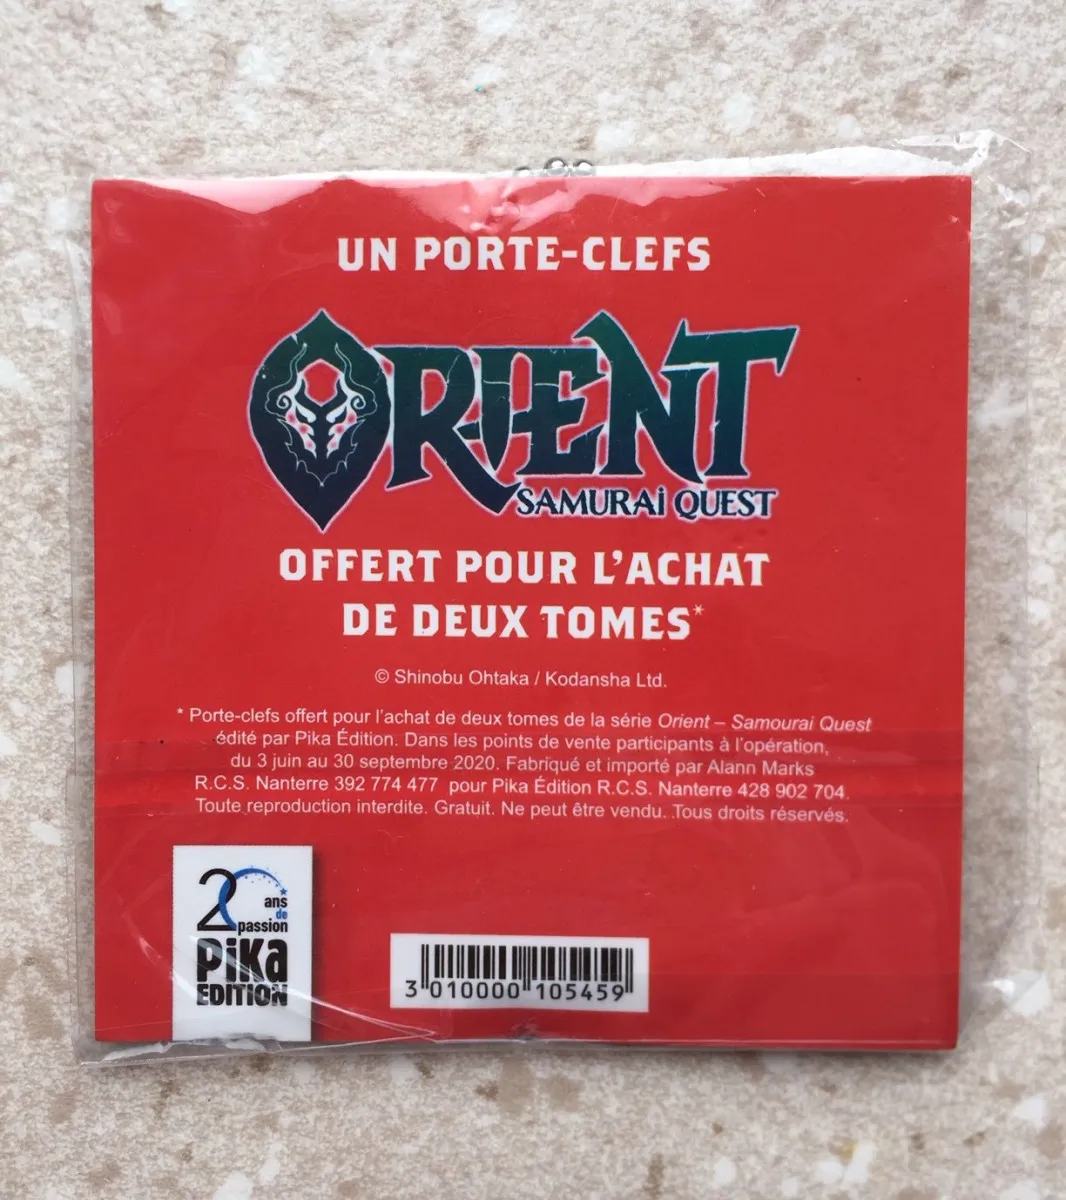 UN PORTE-CLEFS
ORIENT
SAMURAI QUEST
OFFERT POUR L'ACHAT
DE DEUX TOMES*
© Shinobu Ohtaka / Kodansha Ltd.
* Porte-clefs offert pour l'achat de deux tomes de la série Orient – Samourai Quest
édité par Pika Édition. Dans les points de vente participants à l'opération,
du 3 juin au 30 septembre 2020. Fabriqué et importé par Alann Marks
R.C.S. Nanterre 392 774 477 pour Pika Édition R.C.S. Nanterre 428 902 704.
Toute reproduction interdite. Gratuit. Ne peut être vendu. Tous droits réservés.
20 ans
de
passion
PiKa
EDITION
3 010000 105459